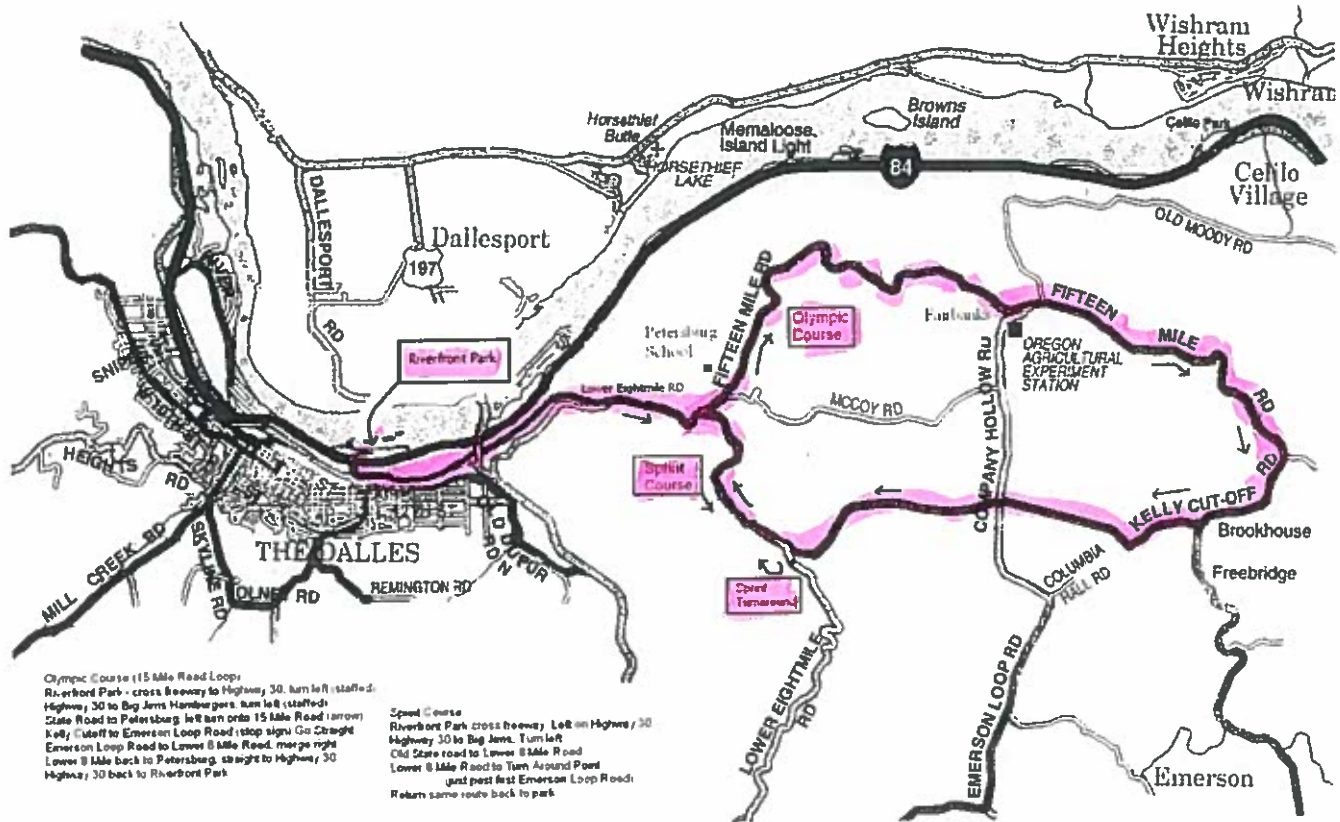 Wishram
Heights
Wishram
Browns
Island
Horsethief
Butte
Memaloose
Island Light
Celilo Park
HORSETHIEF
LAKE
84
Celilo
Village
DALLESPORT
RD
Dallesport
197
OLD MOODY RD
RIVER
FIFTEEN MILE RD
Olympic
Course
Fairbanks
FIFTEEN
MILE
RD
RD
Petersburg
School
OREGON
AGRICULTURAL
EXPERIMENT
STATION
Riverfront Park
Lower Eightmile RD
MCCOY RD
COMPANY HOLLOW RD
HEIGHTS
RD
Sprint
Course
KELLY CUT-OFF
Brookhouse
THE DALLES
MILL CREEK RD
SKYLINE RD
REMINGTON RD
COLUMBIA
HALL RD
Freebridge
Sprint
Turnaround
LOWER EIGHTMILE
RD
EMERSON LOOP RD
Emerson
Olympic Course (15 Mile Road Loop)
Riverfront Park - cross freeway to Highway 30, turn left (staffed)
Highway 30 to Big Jims Hamburgers, turn left (staffed)
State Road to Petersburg, left turn onto 15 Mile Road (arrow)
Kelly Cutoff to Emerson Loop Road (stop sign) Go Straight
Emerson Loop Road to Lower 8 Mile Road, merge right
Lower 8 Mile back to Petersburg, straight to Highway 30
Highway 30 back to Riverfront Park
Speed Course
Riverfront Park cross freeway. Left on Highway 30
Highway 30 to Big Jims. Turn left
Old State road to Lower 8 Mile Road
Lower 8 Mile Road to Turn Around Point
(just past first Emerson Loop Road)
Return same route back to park